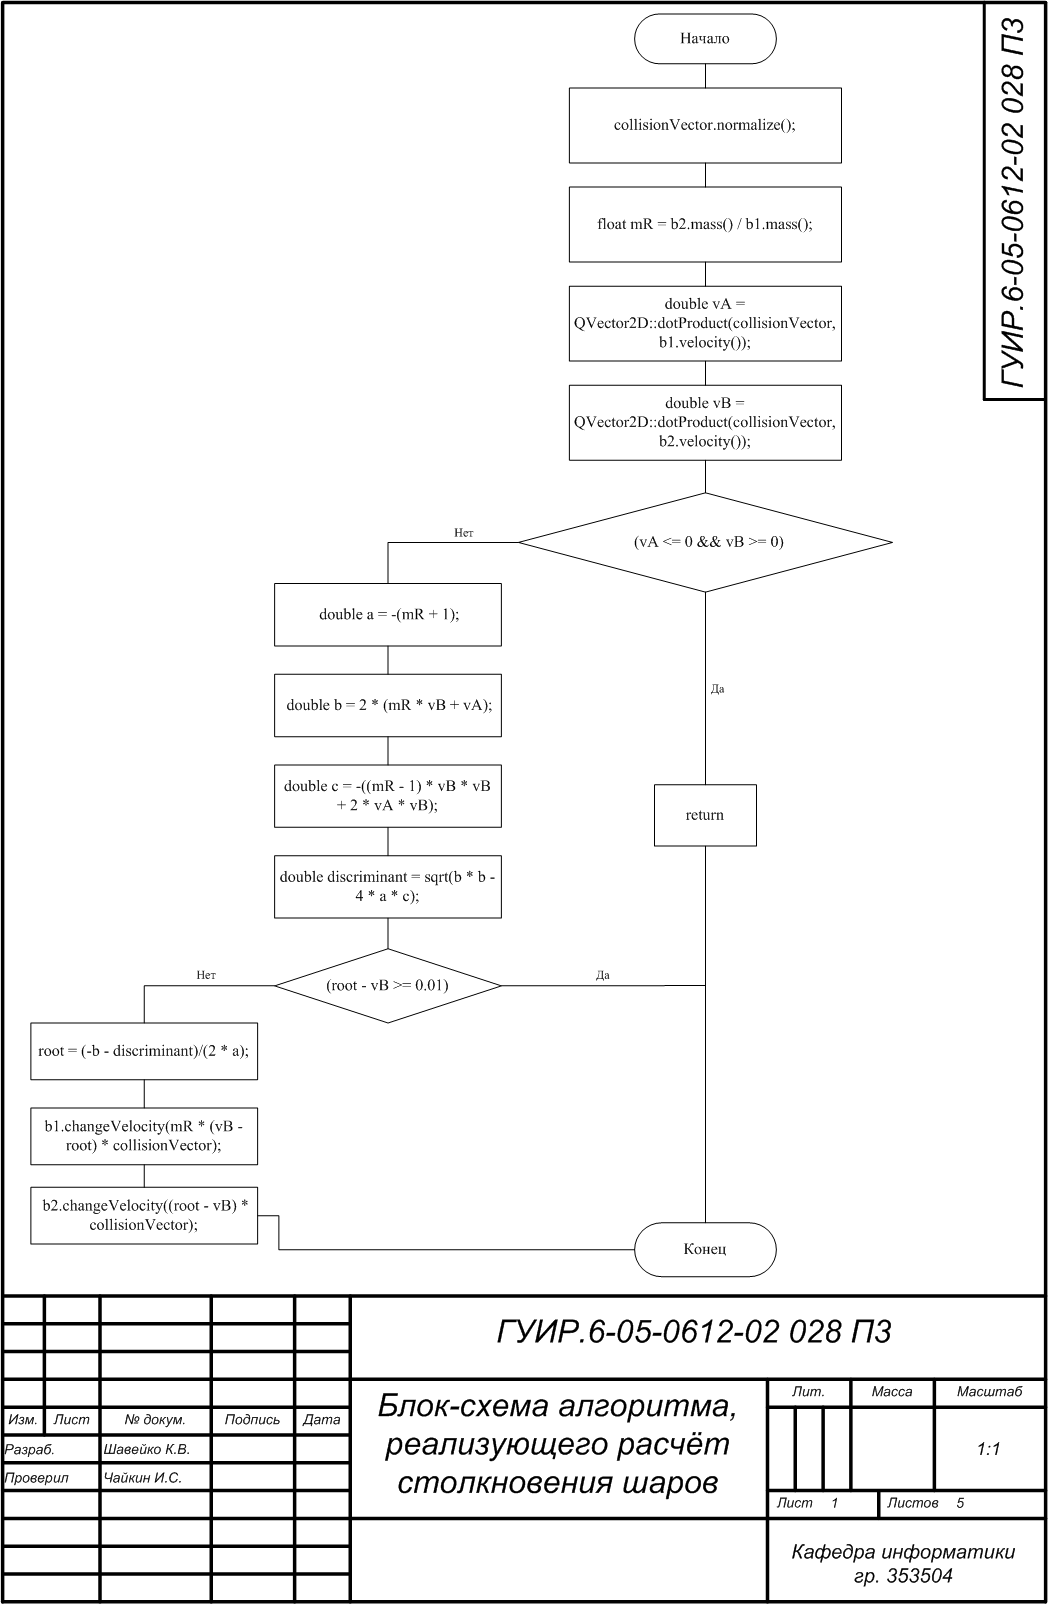 Начало
ГУИР.6-05-0612-02 028 ПЗ
collisionVector.normalize();
float mR = b2.mass() / b1.mass();
double vA =
QVector2D::dotProduct(collisionVector,
b1.velocity());
double vB =
QVector2D::dotProduct(collisionVector,
b2.velocity());
(vA <= 0 && vB >= 0)
Нет
Да
double a = -(mR + 1);
double b = 2 * (mR * vB + vA);
double c = -((mR - 1) * vB * vB
+ 2 * vA * vB);
return
double discriminant = sqrt(b * b -
4 * a * c);
(root - vB >= 0.01)
Нет
Да
root = (-b - discriminant)/(2 * a);
b1.changeVelocity(mR * (vB -
root) * collisionVector);
b2.changeVelocity((root - vB) *
collisionVector);
Конец
ГУИР.6-05-0612-02 028 ПЗ
Блок-схема алгоритма,
реализующего расчёт
столкновения шаров
Лит. Масса Масштаб
1:1
Лист 1 Листов 5
Изм. Лист № докум. Подпись Дата
Разраб. Шавейко К.В.
Проверил Чайкин И.С.
Кафедра информатики
гр. 353504